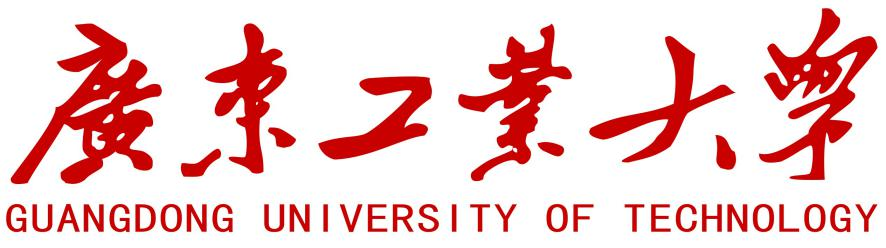 廣東工業大學
GUANGDONG UNIVERSITY OF TECHNOLOGY